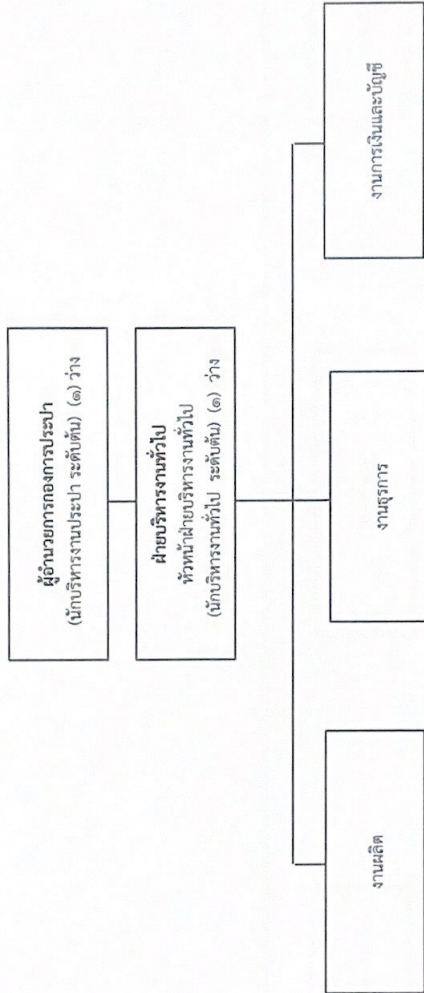 ผู้อำนวยการกองการประปา
(นักบริหารงานประปา ระดับต้น) (๑) ว่าง
ฝ่ายบริหารงานทั่วไป
หัวหน้าฝ่ายบริหารงานทั่วไป
(นักบริหารงานทั่วไป ระดับต้น) (๑) ว่าง
งานผลิต
งานธุรการ
งานการเงินและบัญชี